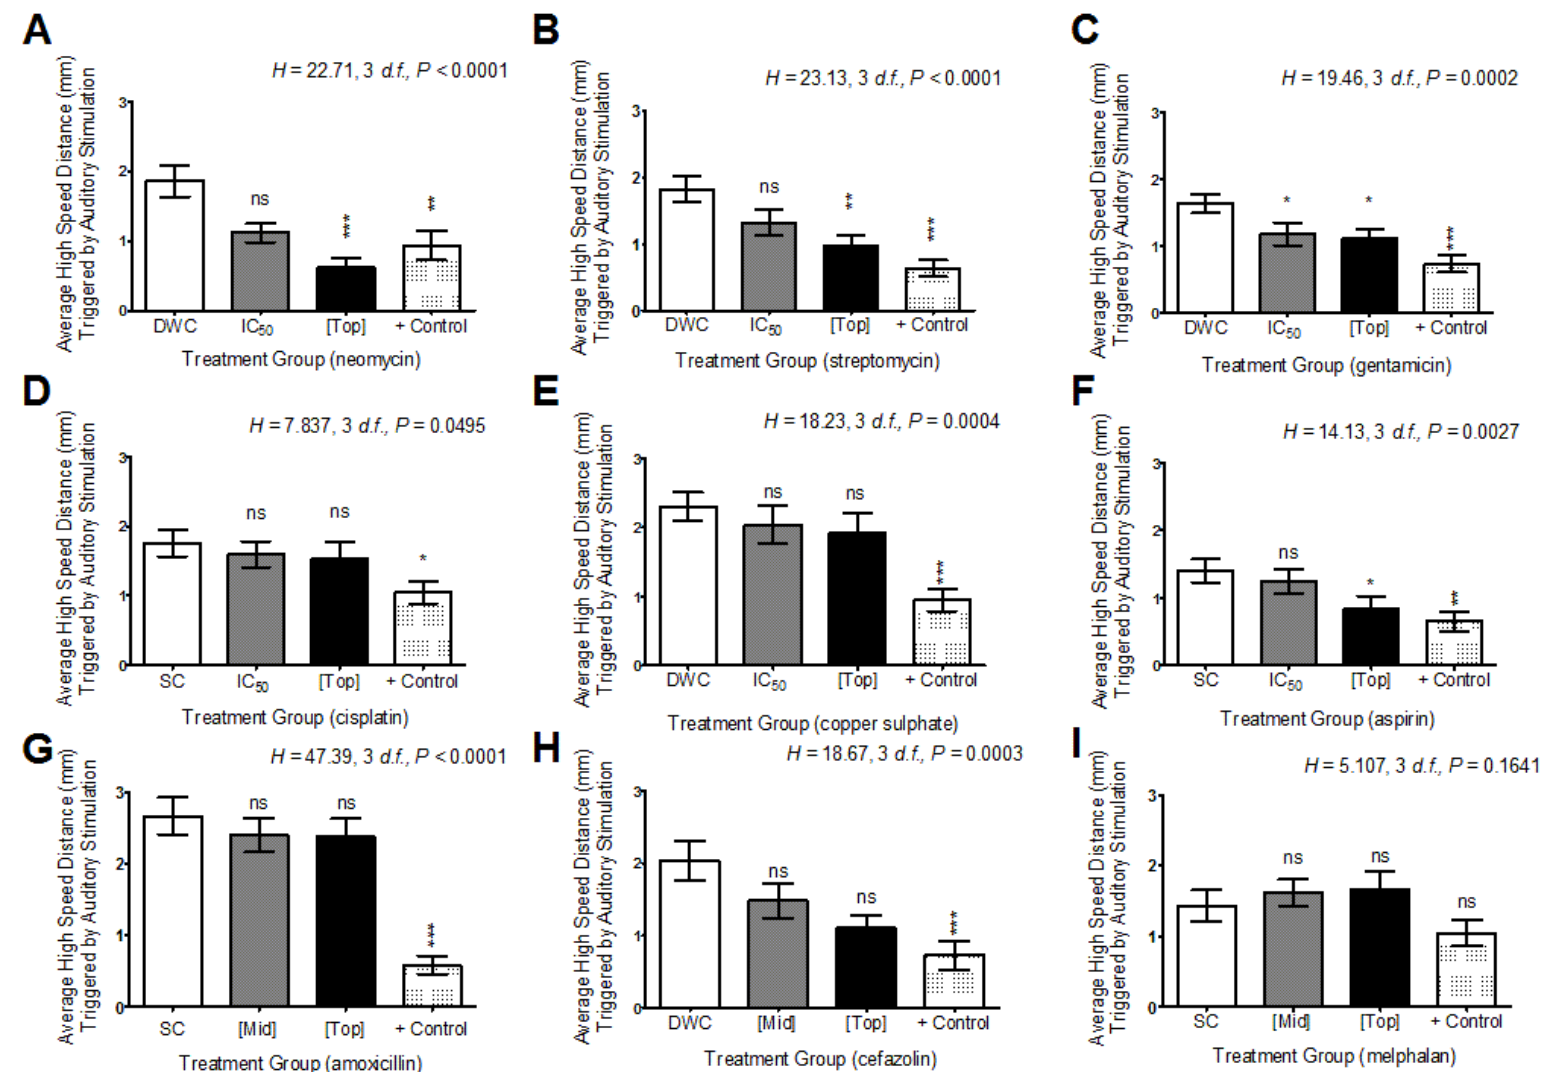 A
H = 22.71, 3 d.f., P < 0.0001
Average High Speed Distance (mm)
Triggered by Auditory Stimulation
3
2
1
0
ns
***
**
DWC IC50 [Top] + Control
Treatment Group (neomycin)
B
H = 23.13, 3 d.f., P < 0.0001
Average High Speed Distance (mm)
Triggered by Auditory Stimulation
3
2
1
0
ns
**
***
DWC IC50 [Top] + Control
Treatment Group (streptomycin)
C
H = 19.46, 3 d.f., P = 0.0002
Average High Speed Distance (mm)
Triggered by Auditory Stimulation
3
2
1
0
*
*
***
DWC IC50 [Top] + Control
Treatment Group (gentamicin)
D
H = 7.837, 3 d.f., P = 0.0495
Average High Speed Distance (mm)
Triggered by Auditory Stimulation
3
2
1
0
ns
ns
*
SC IC50 [Top] + Control
Treatment Group (cisplatin)
E
H = 18.23, 3 d.f., P = 0.0004
Average High Speed Distance (mm)
Triggered by Auditory Stimulation
3
2
1
0
ns
ns
***
DWC IC50 [Top] + Control
Treatment Group (copper sulphate)
F
H = 14.13, 3 d.f., P = 0.0027
Average High Speed Distance (mm)
Triggered by Auditory Stimulation
3
2
1
0
ns
*
**
SC IC50 [Top] + Control
Treatment Group (aspirin)
G
H = 47.39, 3 d.f., P < 0.0001
Average High Speed Distance (mm)
Triggered by Auditory Stimulation
3
2
1
0
ns
ns
***
SC [Mid] [Top] + Control
Treatment Group (amoxicillin)
H
H = 18.67, 3 d.f., P = 0.0003
Average High Speed Distance (mm)
Triggered by Auditory Stimulation
3
2
1
0
ns
ns
***
DWC [Mid] [Top] + Control
Treatment Group (cefazolin)
I
H = 5.107, 3 d.f., P = 0.1641
Average High Speed Distance (mm)
Triggered by Auditory Stimulation
3
2
1
0
ns
ns
ns
SC [Mid] [Top] + Control
Treatment Group (melphalan)